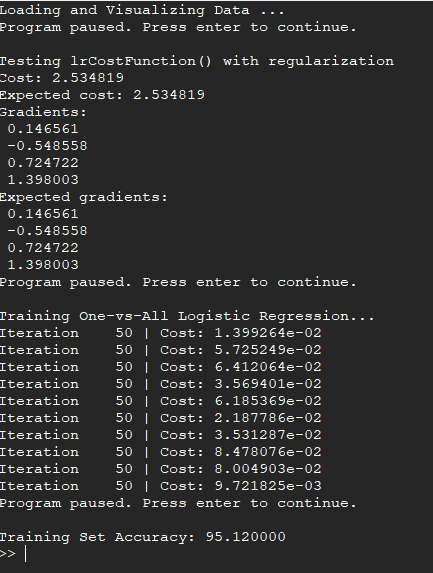 Loading and Visualizing Data ...
Program paused. Press enter to continue.
Testing lrCostFunction() with regularization
Cost: 2.534819
Expected cost: 2.534819
Gradients:
0.146561
-0.548558
0.724722
1.398003
Expected gradients:
0.146561
-0.548558
0.724722
1.398003
Program paused. Press enter to continue.
Training One-vs-All Logistic Regression...
Iteration    50 | Cost: 1.399264e-02
Iteration    50 | Cost: 5.725249e-02
Iteration    50 | Cost: 6.412064e-02
Iteration    50 | Cost: 3.569401e-02
Iteration    50 | Cost: 6.185369e-02
Iteration    50 | Cost: 2.187786e-02
Iteration    50 | Cost: 3.531287e-02
Iteration    50 | Cost: 8.478076e-02
Iteration    50 | Cost: 8.004903e-02
Iteration    50 | Cost: 9.721825e-03
Program paused. Press enter to continue.
Training Set Accuracy: 95.120000
>>